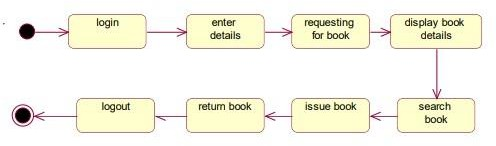 login
enter
details
requesting
for book
display book
details
logout
return book
issue book
search
book